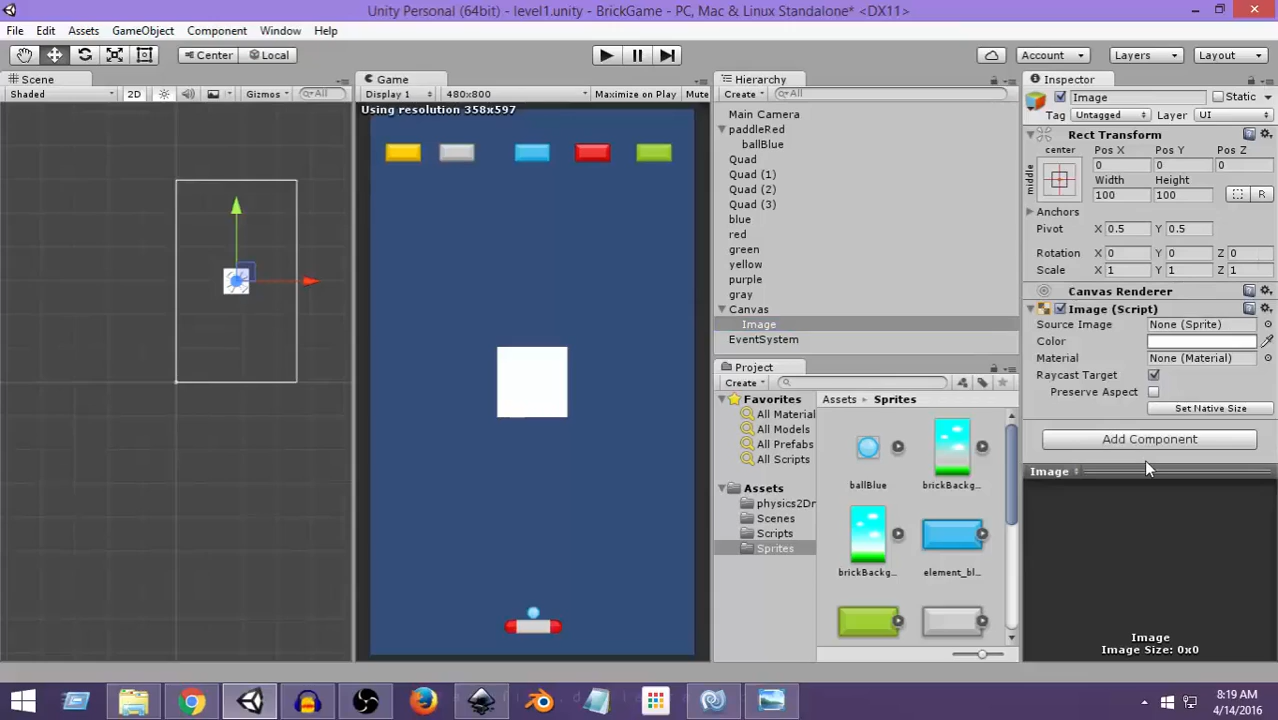 Unity Personal (64bit) - level1.unity - BrickGame - PC, Mac & Linux Standalone* <DX11>
File Edit Assets GameObject Component Window Help
Center Local Account Layers Layout
Scene
Shaded 2D Gizmos All
Game
Display 1 480x800 Maximize on Play Mute
Using resolution 358x597
Hierarchy
Create All
Main Camera
paddleRed
ballBlue
Quad
Quad (1)
Quad (2)
Quad (3)
blue
red
green
yellow
purple
gray
Canvas
Image
EventSystem
Project
Create
Favorites
All Material
All Models
All Prefabs
All Scripts
Assets
physics2Dr
Scenes
Scripts
Sprites
Assets Sprites
ballBlue brickBackg...
brickBackg... element_bl...
Inspector
Image Static
Tag Untagged Layer UI
Rect Transform
center Pos X Pos Y Pos Z
middle 0 0 0
Width Height
100 100 R
Anchors
Pivot X 0.5 Y 0.5
Rotation X 0 Y 0 Z 0
Scale X 1 Y 1 Z 1
Canvas Renderer
Image (Script)
Source Image None (Sprite)
Color
Material None (Material)
Raycast Target
Preserve Aspect
Set Native Size
Add Component
Image
Image
Image Size: 0x0
8:19 AM
4/14/2016